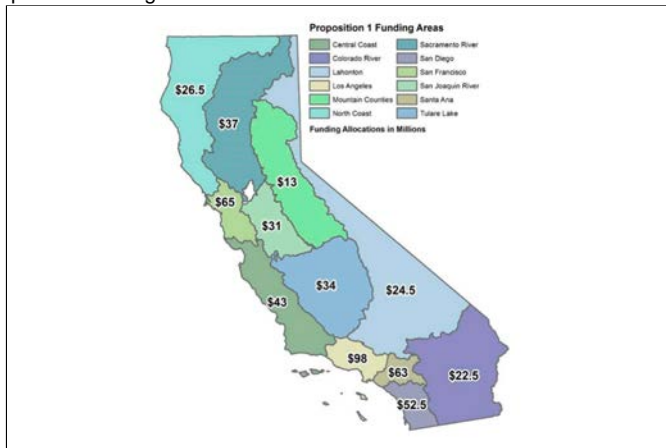 Proposition 1 Funding Areas
Central Coast
Colorado River
Lahonton
Los Angeles
Mountain Counties
North Coast
Sacramento River
San Diego
San Francisco
San Joaquin River
Santa Ana
Tulare Lake
Funding Allocations in Millions
$26.5
$37
$13
$65
$31
$34
$43
$24.5
$98
$63
$22.5
$52.5